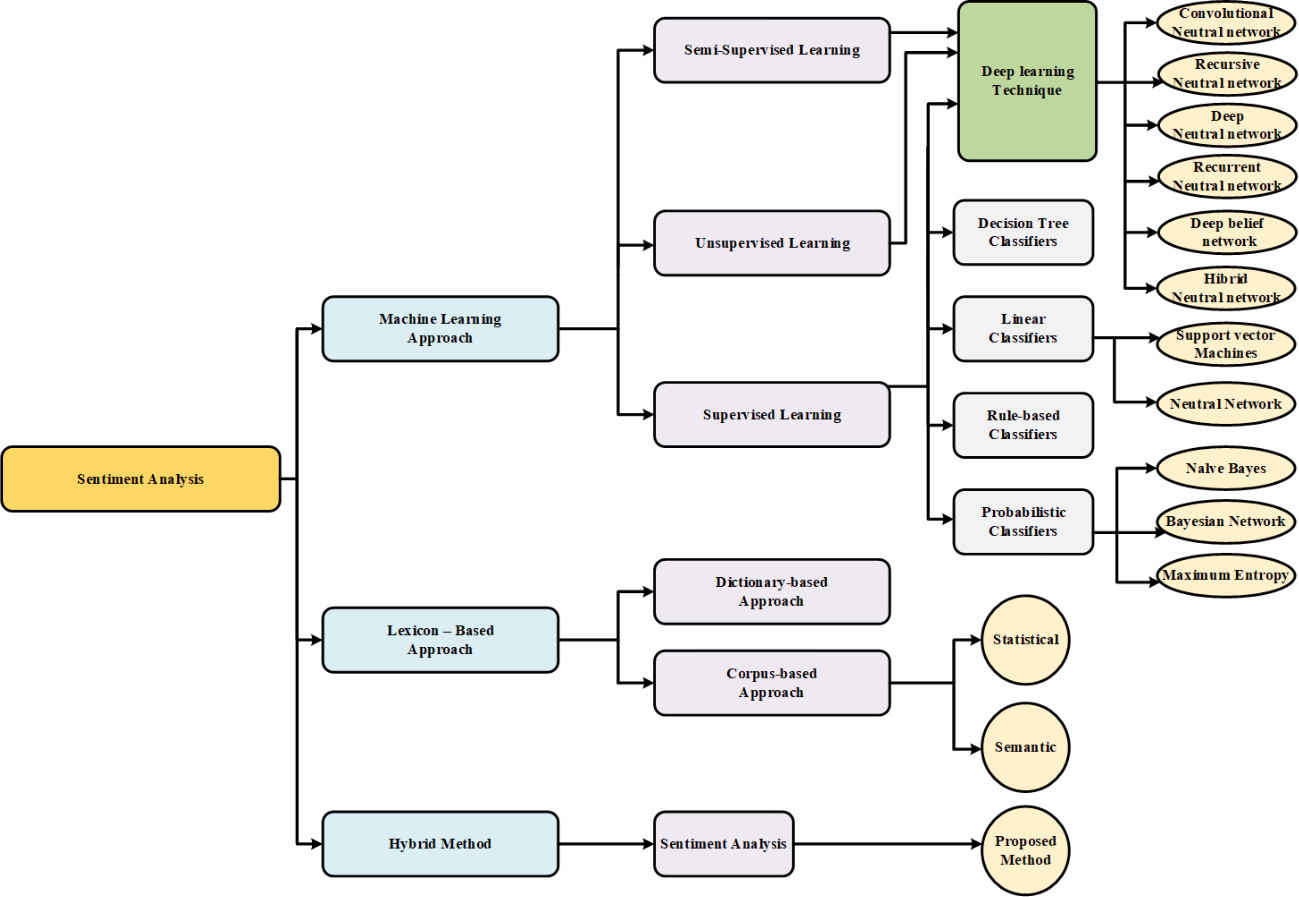 Sentiment Analysis
Machine Learning
Approach
Lexicon – Based
Approach
Hybrid Method
Semi-Supervised Learning
Unsupervised Learning
Supervised Learning
Dictionary-based
Approach
Corpus-based
Approach
Sentiment Analysis
Deep learning
Technique
Decision Tree
Classifiers
Linear
Classifiers
Rule-based
Classifiers
Probabilistic
Classifiers
Statistical
Semantic
Proposed
Method
Convolutional
Neutral network
Recursive
Neutral network
Deep
Neutral network
Recurrent
Neutral network
Deep belief
network
Hibrid
Neutral network
Support vector
Machines
Neutral Network
Nalve Bayes
Bayesian Network
Maximum Entropy